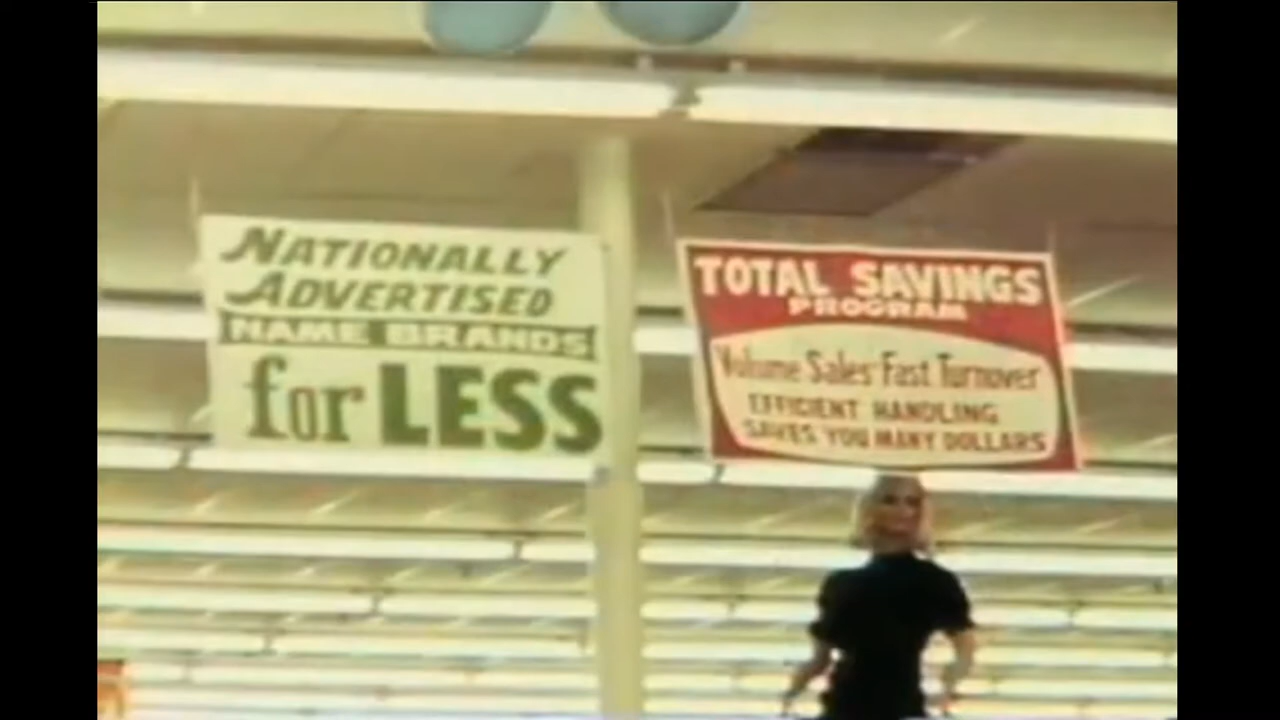 NATIONALLY
ADVERTISED
NAME BRANDS
for LESS
TOTAL SAVINGS
PROGRAM
Volume Sales Fast Turnover
EFFICIENT HANDLING
SAVES YOU MANY DOLLARS